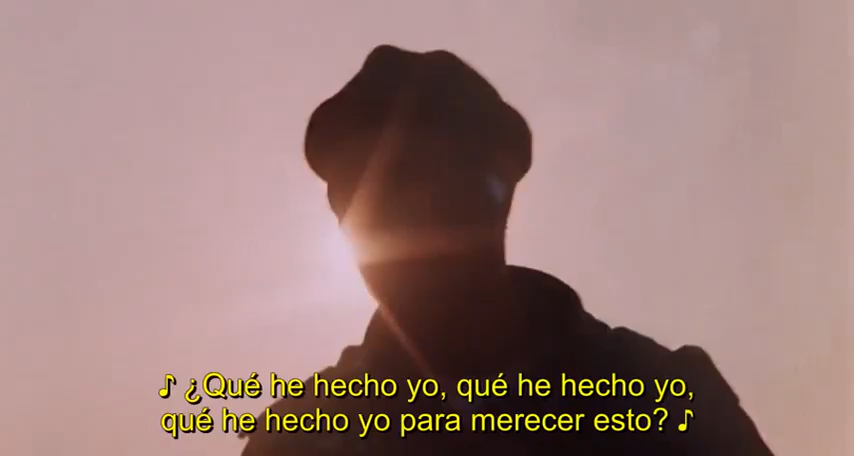 ♪ ¿Qué he hecho yo, qué he hecho yo,
qué he hecho yo para merecer esto? ♪